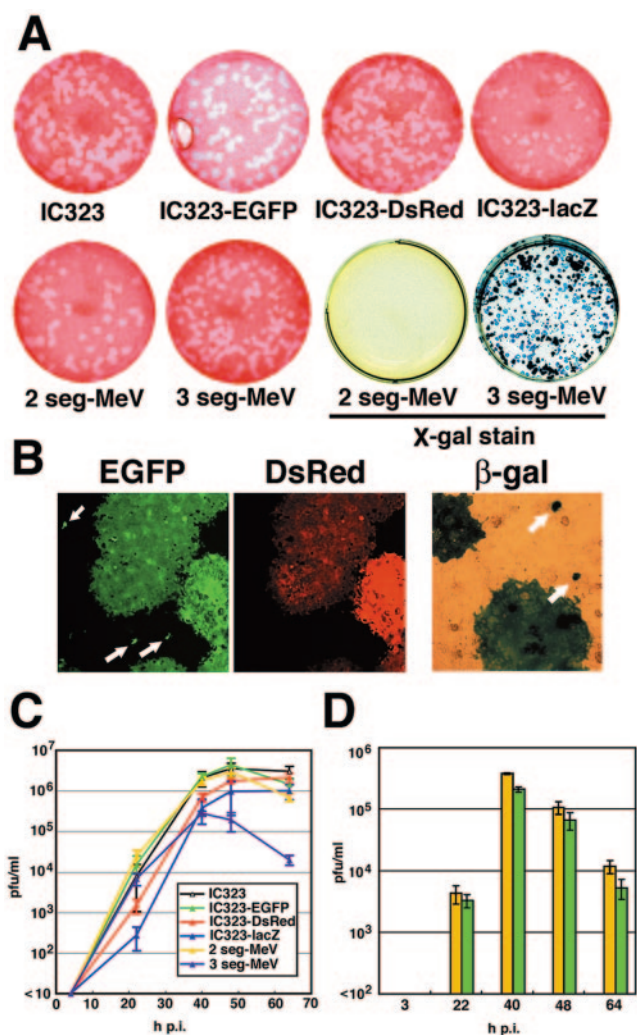 A
IC323 IC323-EGFP IC323-DsRed IC323-lacZ
2 seg-MeV 3 seg-MeV 2 seg-MeV 3 seg-MeV
X-gal stain
B EGFP DsRed β-gal
C D
10⁷
10⁶
10⁵
10⁴
10³
10²
<10
pfu/ml
IC323
IC323-EGFP
IC323-DsRed
IC323-lacZ
2 seg-MeV
3 seg-MeV
0 10 20 30 40 50 60 70
h p.i.
10⁶
10⁵
10⁴
10³
<10²
pfu/ml
3 22 40 48 64
h p.i.